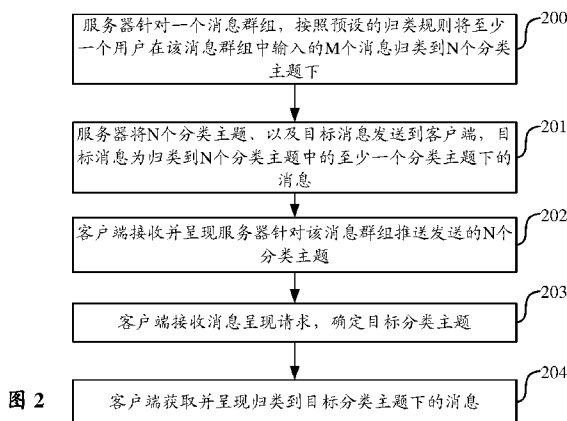 服务器针对一个消息群组，按照预设的归类规则将至少
一个用户在该消息群组中输入的M个消息归类到N个分类
主题下
200
服务器将N个分类主题、以及目标消息发送到客户端，目
标消息为归类到N个分类主题中的至少一个分类主题下的
消息
201
客户端接收并呈现服务器针对该消息群组推送发送的N个
分类主题
202
客户端接收消息呈现请求，确定目标分类主题
203
客户端获取并呈现归类到目标分类主题下的消息
204
图 2